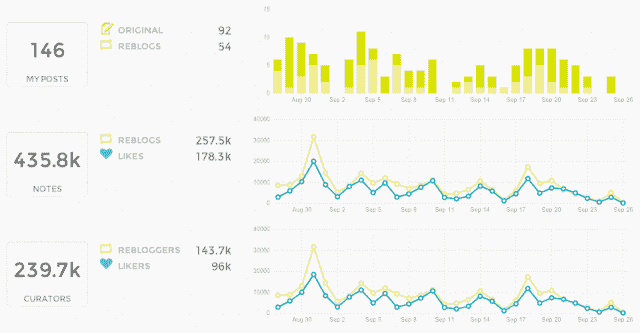 146
MY POSTS
ORIGINAL 92
REBLOGS 54
15
10
5
0
Aug 30 Sep 2 Sep 5 Sep 8 Sep 11 Sep 14 Sep 17 Sep 20 Sep 23 Sep 26
435.8k
NOTES
REBLOGS 257.5k
LIKES 178.3k
40000
30000
20000
10000
0
Aug 30 Sep 2 Sep 5 Sep 8 Sep 11 Sep 14 Sep 17 Sep 20 Sep 23 Sep 26
239.7k
CURATORS
REBLOGGERS 143.7k
LIKERS 96k
40000
30000
20000
10000
0
Aug 30 Sep 2 Sep 5 Sep 8 Sep 11 Sep 14 Sep 17 Sep 20 Sep 23 Sep 26